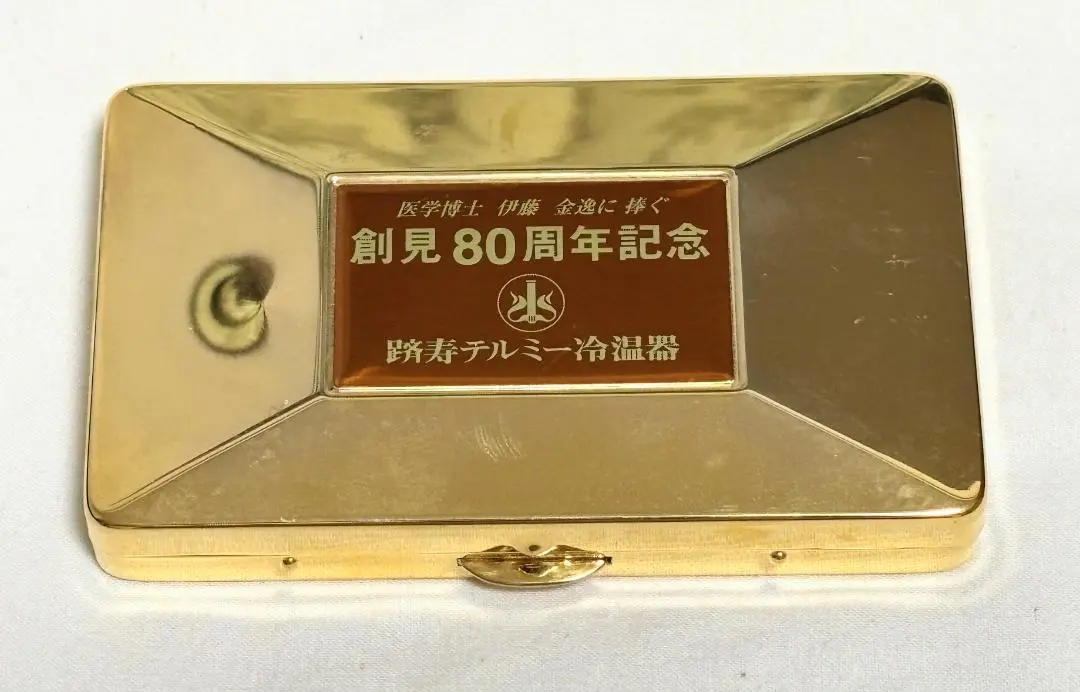 医学博士 伊藤 金逸に 捧ぐ
創見80周年記念
躋寿テルミー冷温器